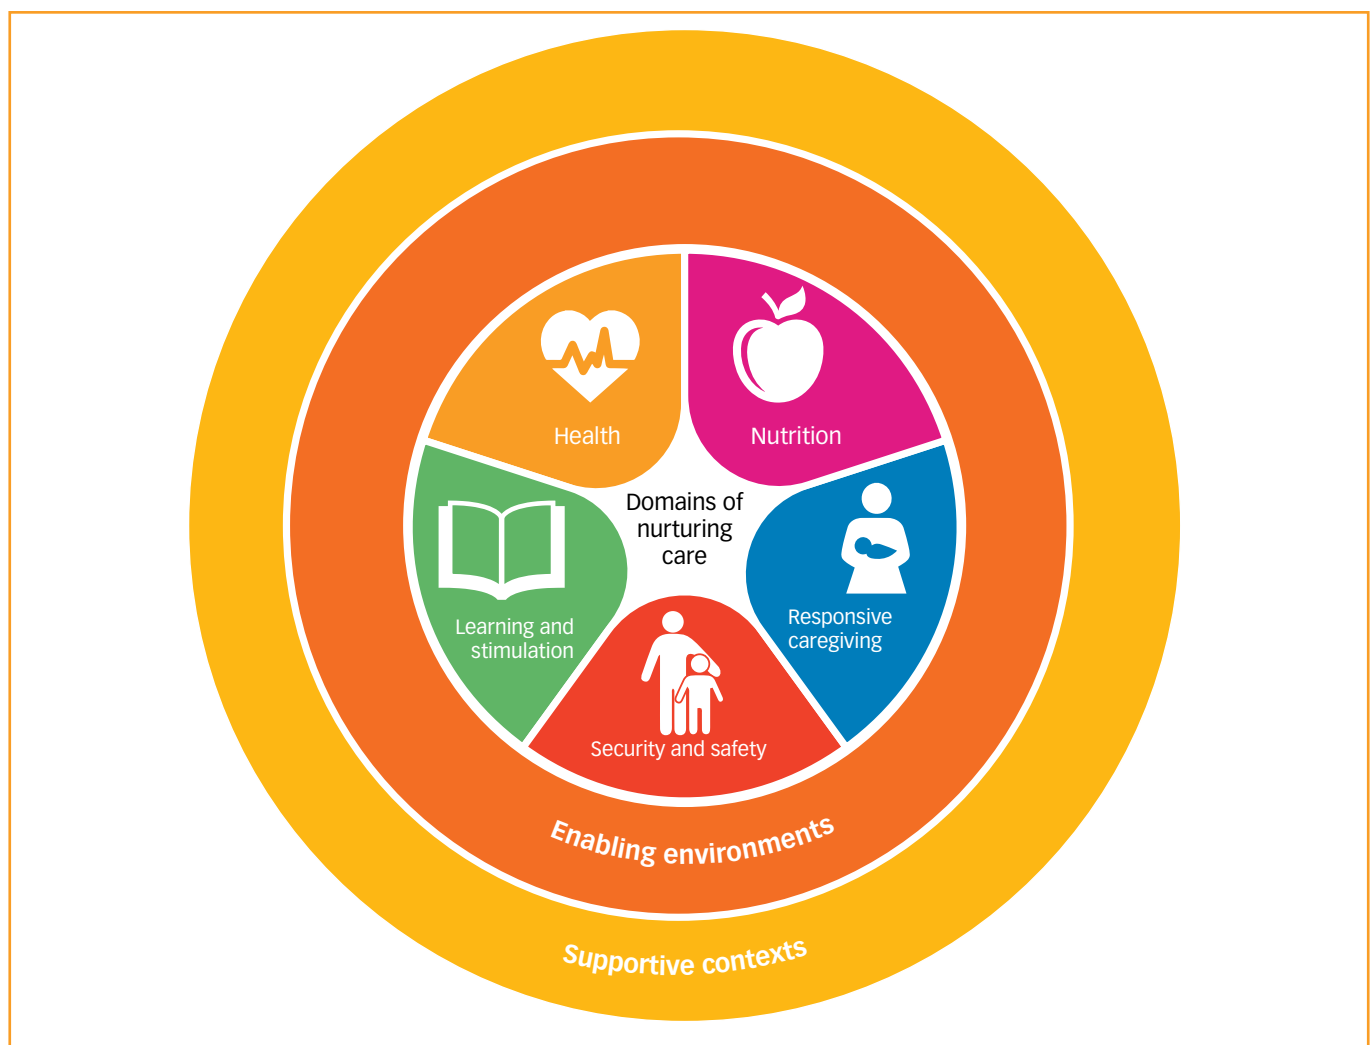 Health
Nutrition
Domains of
nurturing
care
Learning and
stimulation
Responsive
caregiving
Security and safety
Enabling environments
Supportive contexts